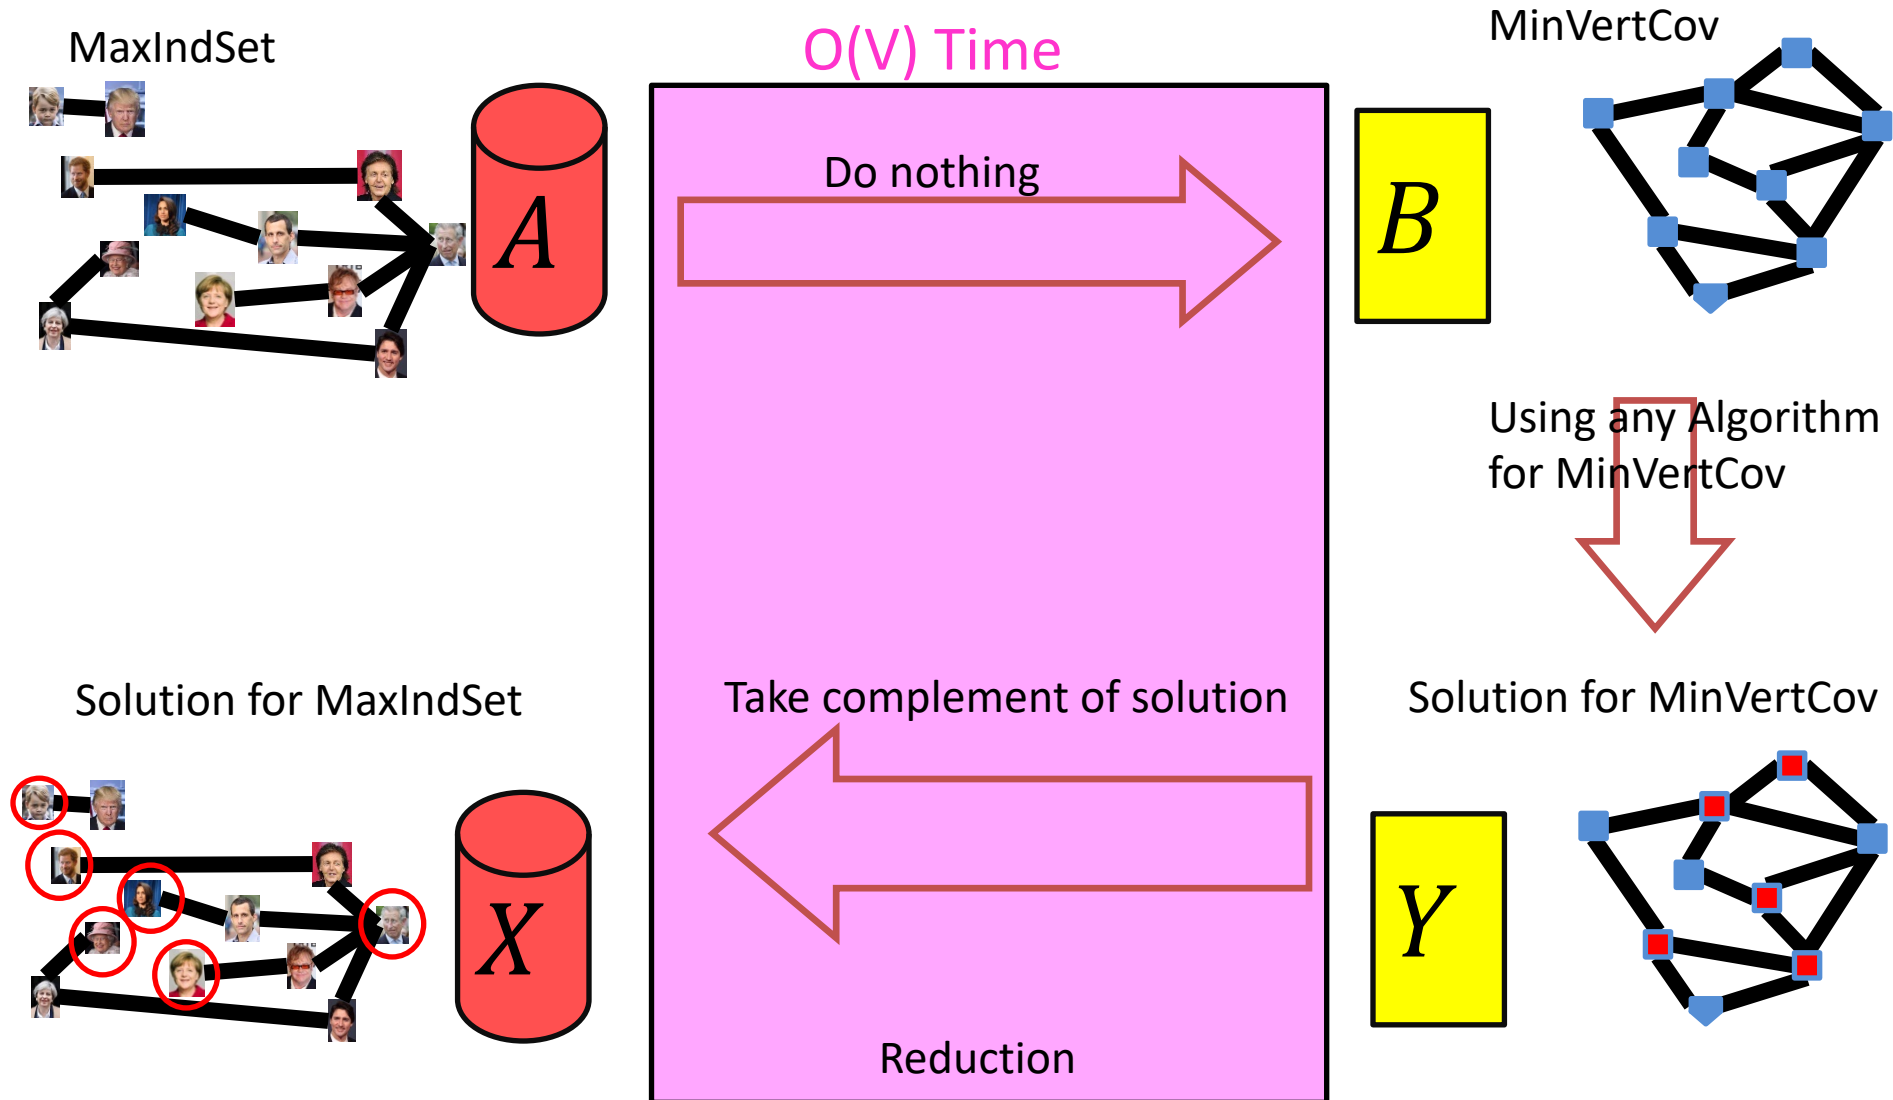 MaxIndSet
O(V) Time
MinVertCov
A
Do nothing
B
Using any Algorithm
for MinVertCov
Solution for MaxIndSet
Take complement of solution
Solution for MinVertCov
X
Y
Reduction